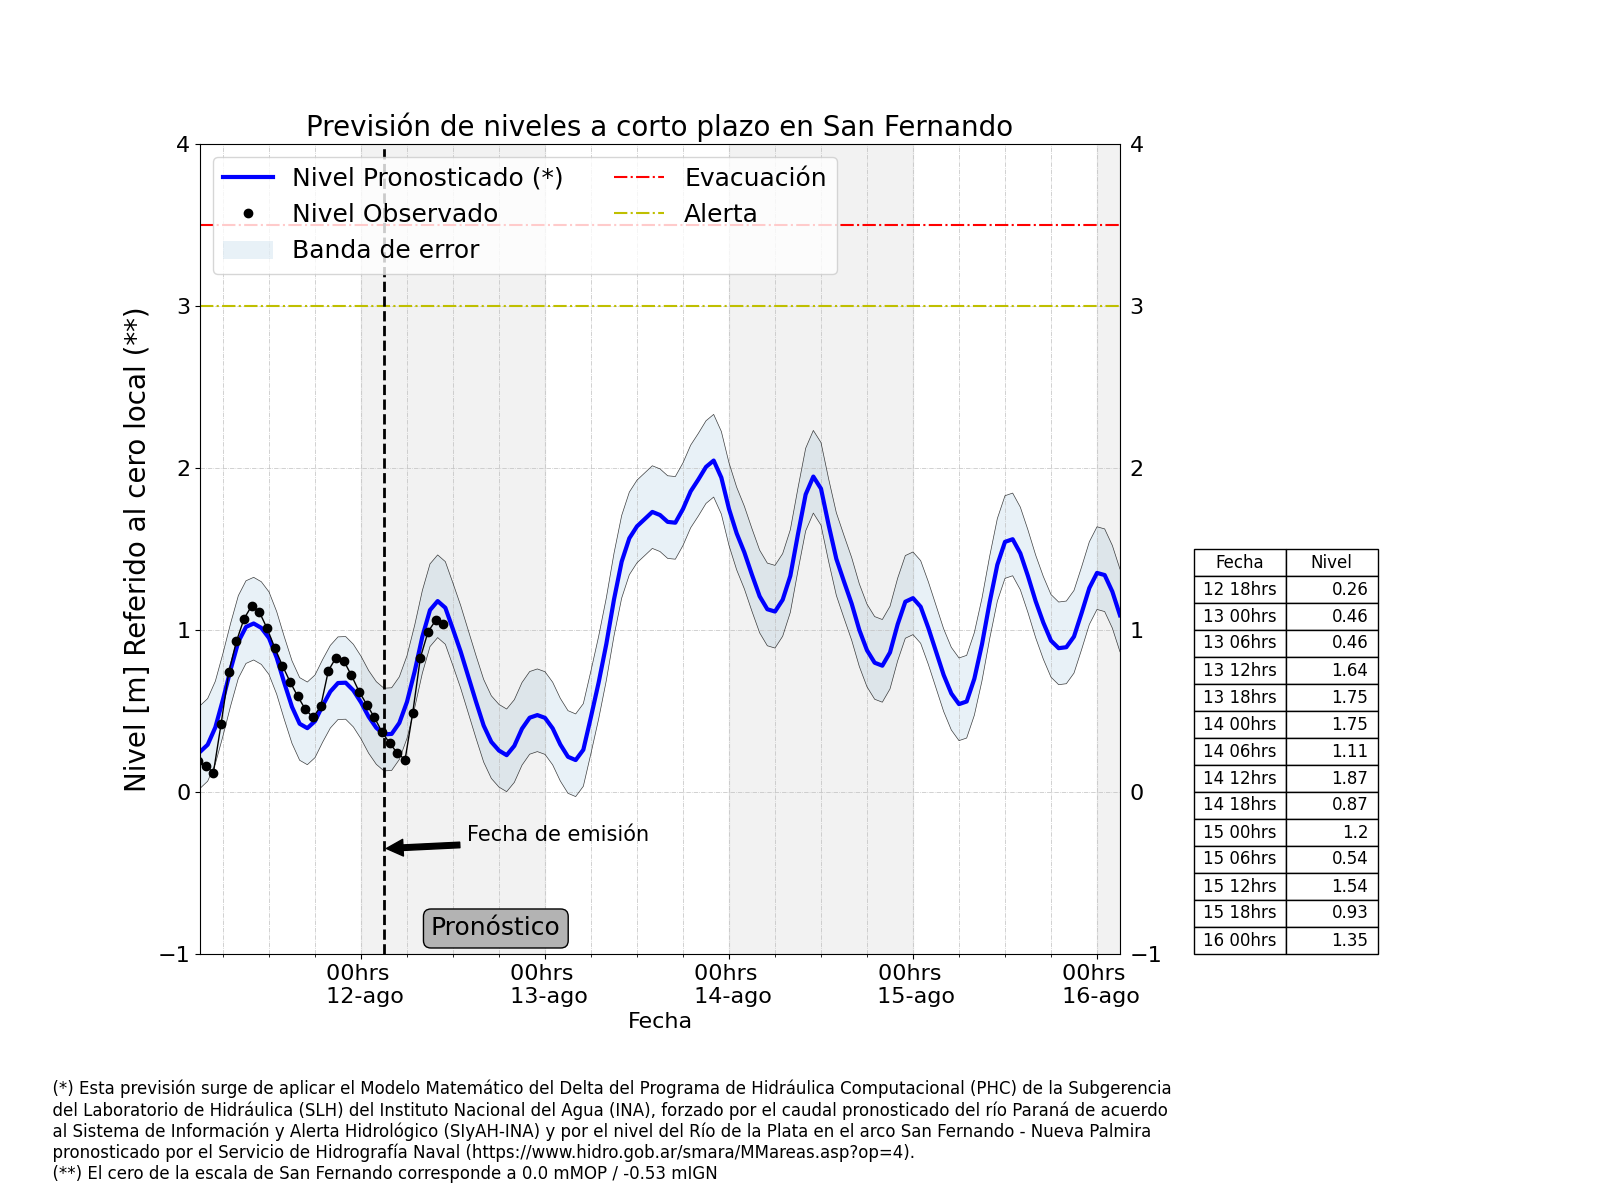 Previsión de niveles a corto plazo en San Fernando
Nivel Pronosticado (*)
Nivel Observado
Banda de error
Evacuación
Alerta
Nivel [m] Referido al cero local (**)
4
3
2
1
0
−1
4
3
2
1
0
−1
Fecha de emisión
Pronóstico
00hrs
12-ago
00hrs
13-ago
00hrs
14-ago
00hrs
15-ago
00hrs
16-ago
Fecha
Fecha Nivel
12 18hrs 0.26
13 00hrs 0.46
13 06hrs 0.46
13 12hrs 1.64
13 18hrs 1.75
14 00hrs 1.75
14 06hrs 1.11
14 12hrs 1.87
14 18hrs 0.87
15 00hrs 1.2
15 06hrs 0.54
15 12hrs 1.54
15 18hrs 0.93
16 00hrs 1.35
(*) Esta previsión surge de aplicar el Modelo Matemático del Delta del Programa de Hidráulica Computacional (PHC) de la Subgerencia
del Laboratorio de Hidráulica (SLH) del Instituto Nacional del Agua (INA), forzado por el caudal pronosticado del río Paraná de acuerdo
al Sistema de Información y Alerta Hidrológico (SIyAH-INA) y por el nivel del Río de la Plata en el arco San Fernando - Nueva Palmira
pronosticado por el Servicio de Hidrografía Naval (https://www.hidro.gob.ar/smara/MMareas.asp?op=4).
(**) El cero de la escala de San Fernando corresponde a 0.0 mMOP / -0.53 mIGN